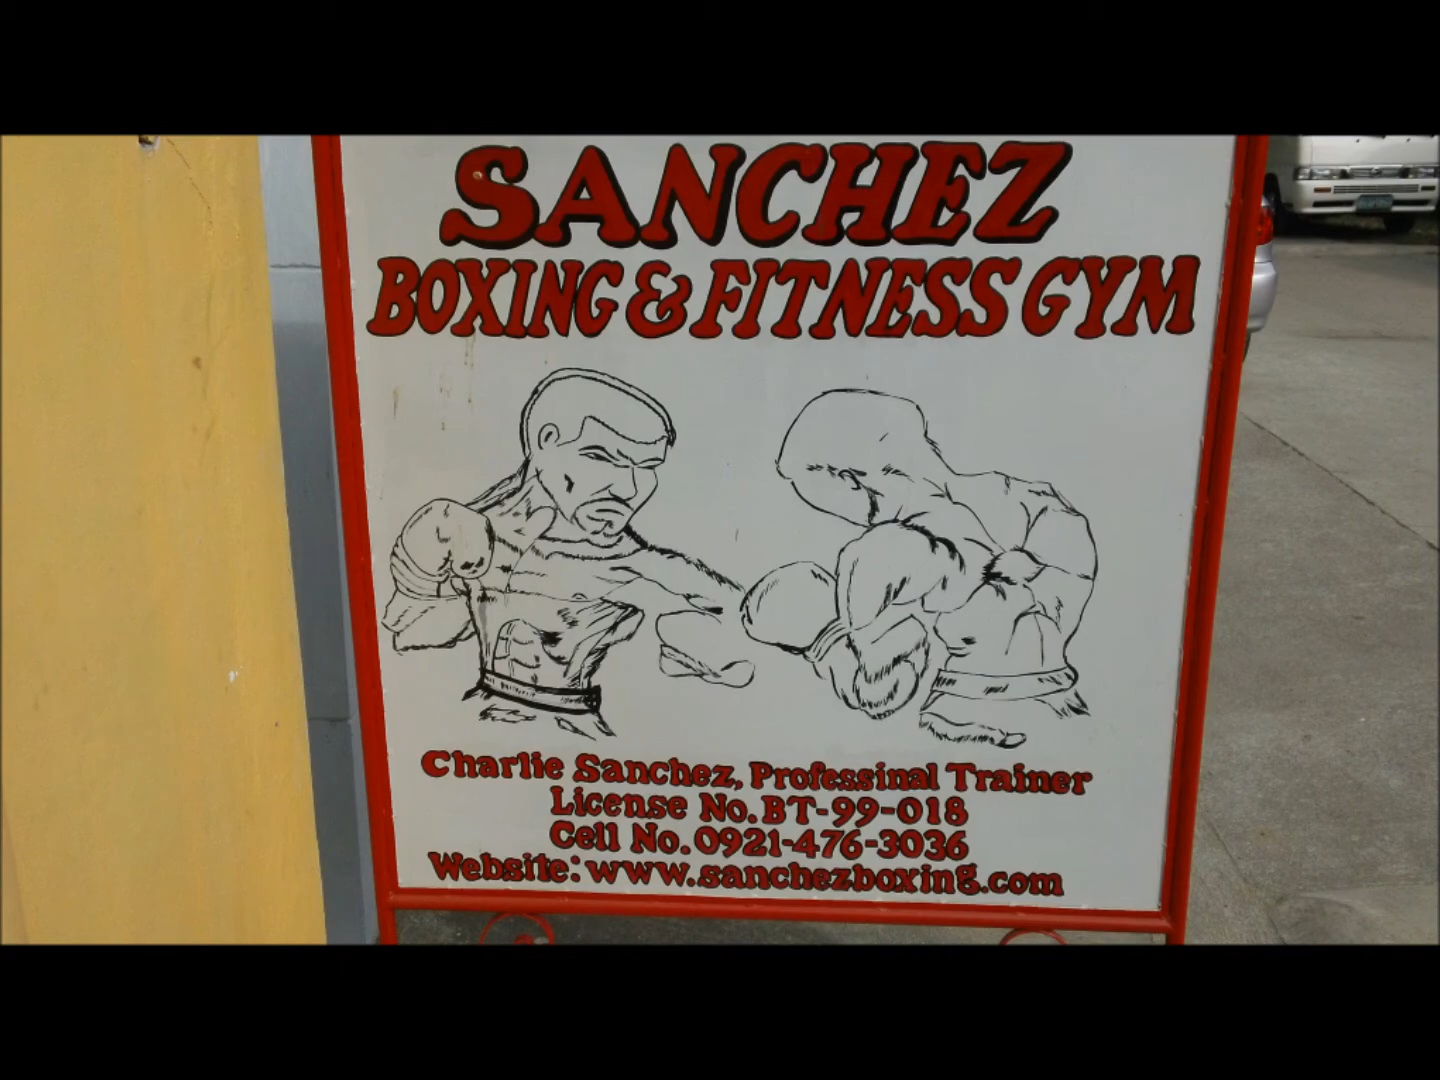 SANCHEZ
BOXING & FITNESS GYM
Charlie Sanchez, Professinal Trainer
License No. BT-99-018
Cell No. 0921-476-3036
Website: www.sanchezboxing.com